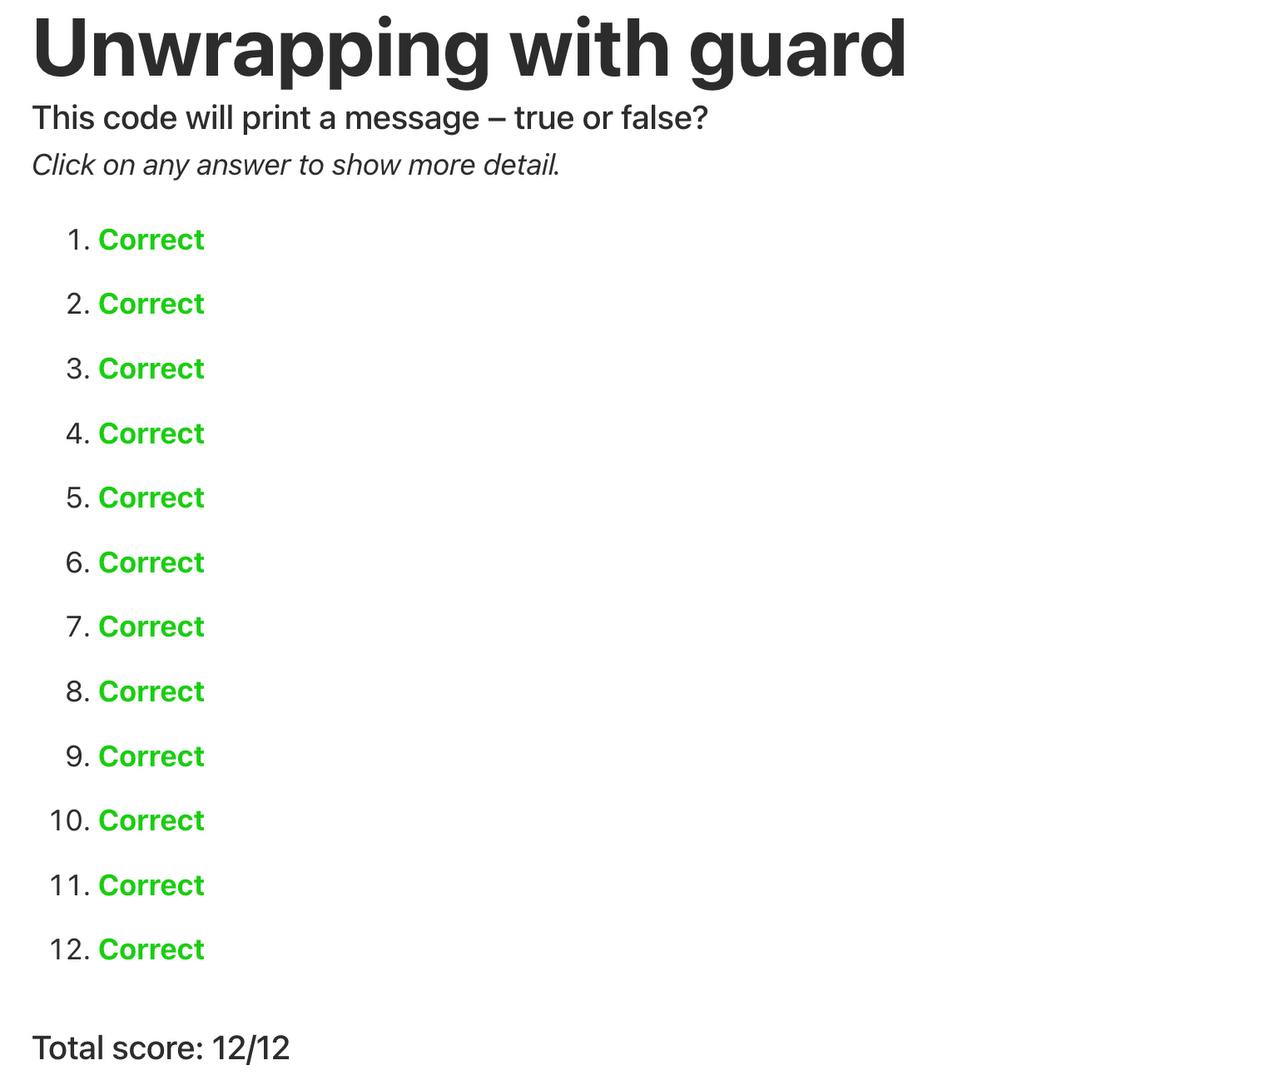 Unwrapping with guard
This code will print a message – true or false?
Click on any answer to show more detail.
1. Correct
2. Correct
3. Correct
4. Correct
5. Correct
6. Correct
7. Correct
8. Correct
9. Correct
10. Correct
11. Correct
12. Correct
Total score: 12/12